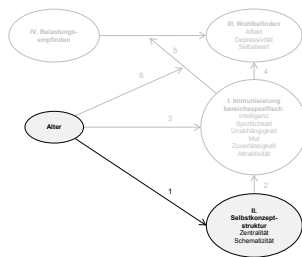 IV. Belastungs-
empfinden
III. Wohlbefinden
Affekt
Depressivität
Selbstwert
5
6
4
I. Immunisierung
bereichsspezifisch
Intelligenz
Sportlichkeit
Unabhängigkeit
Mut
Zuverlässigkeit
Attraktivität
Alter
3
1
2
II.
Selbstkonzept-
struktur
Zentralität
Schematizität